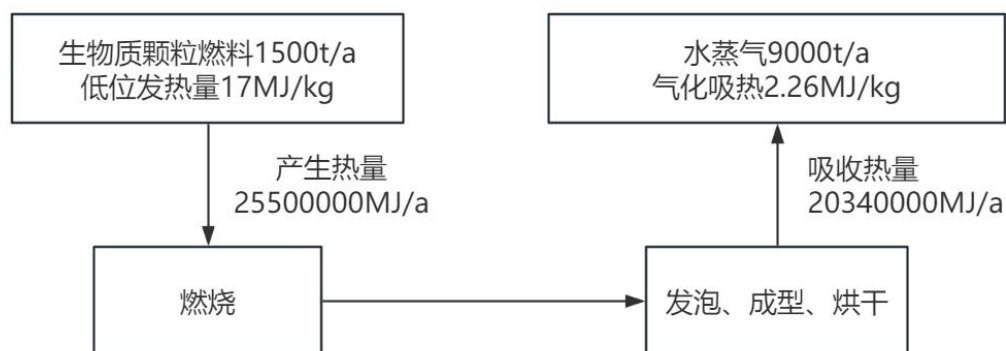 生物质颗粒燃料1500t/a
低位发热量17MJ/kg
水蒸气9000t/a
气化吸热2.26MJ/kg
产生热量
25500000MJ/a
吸收热量
20340000MJ/a
燃烧
发泡、成型、烘干